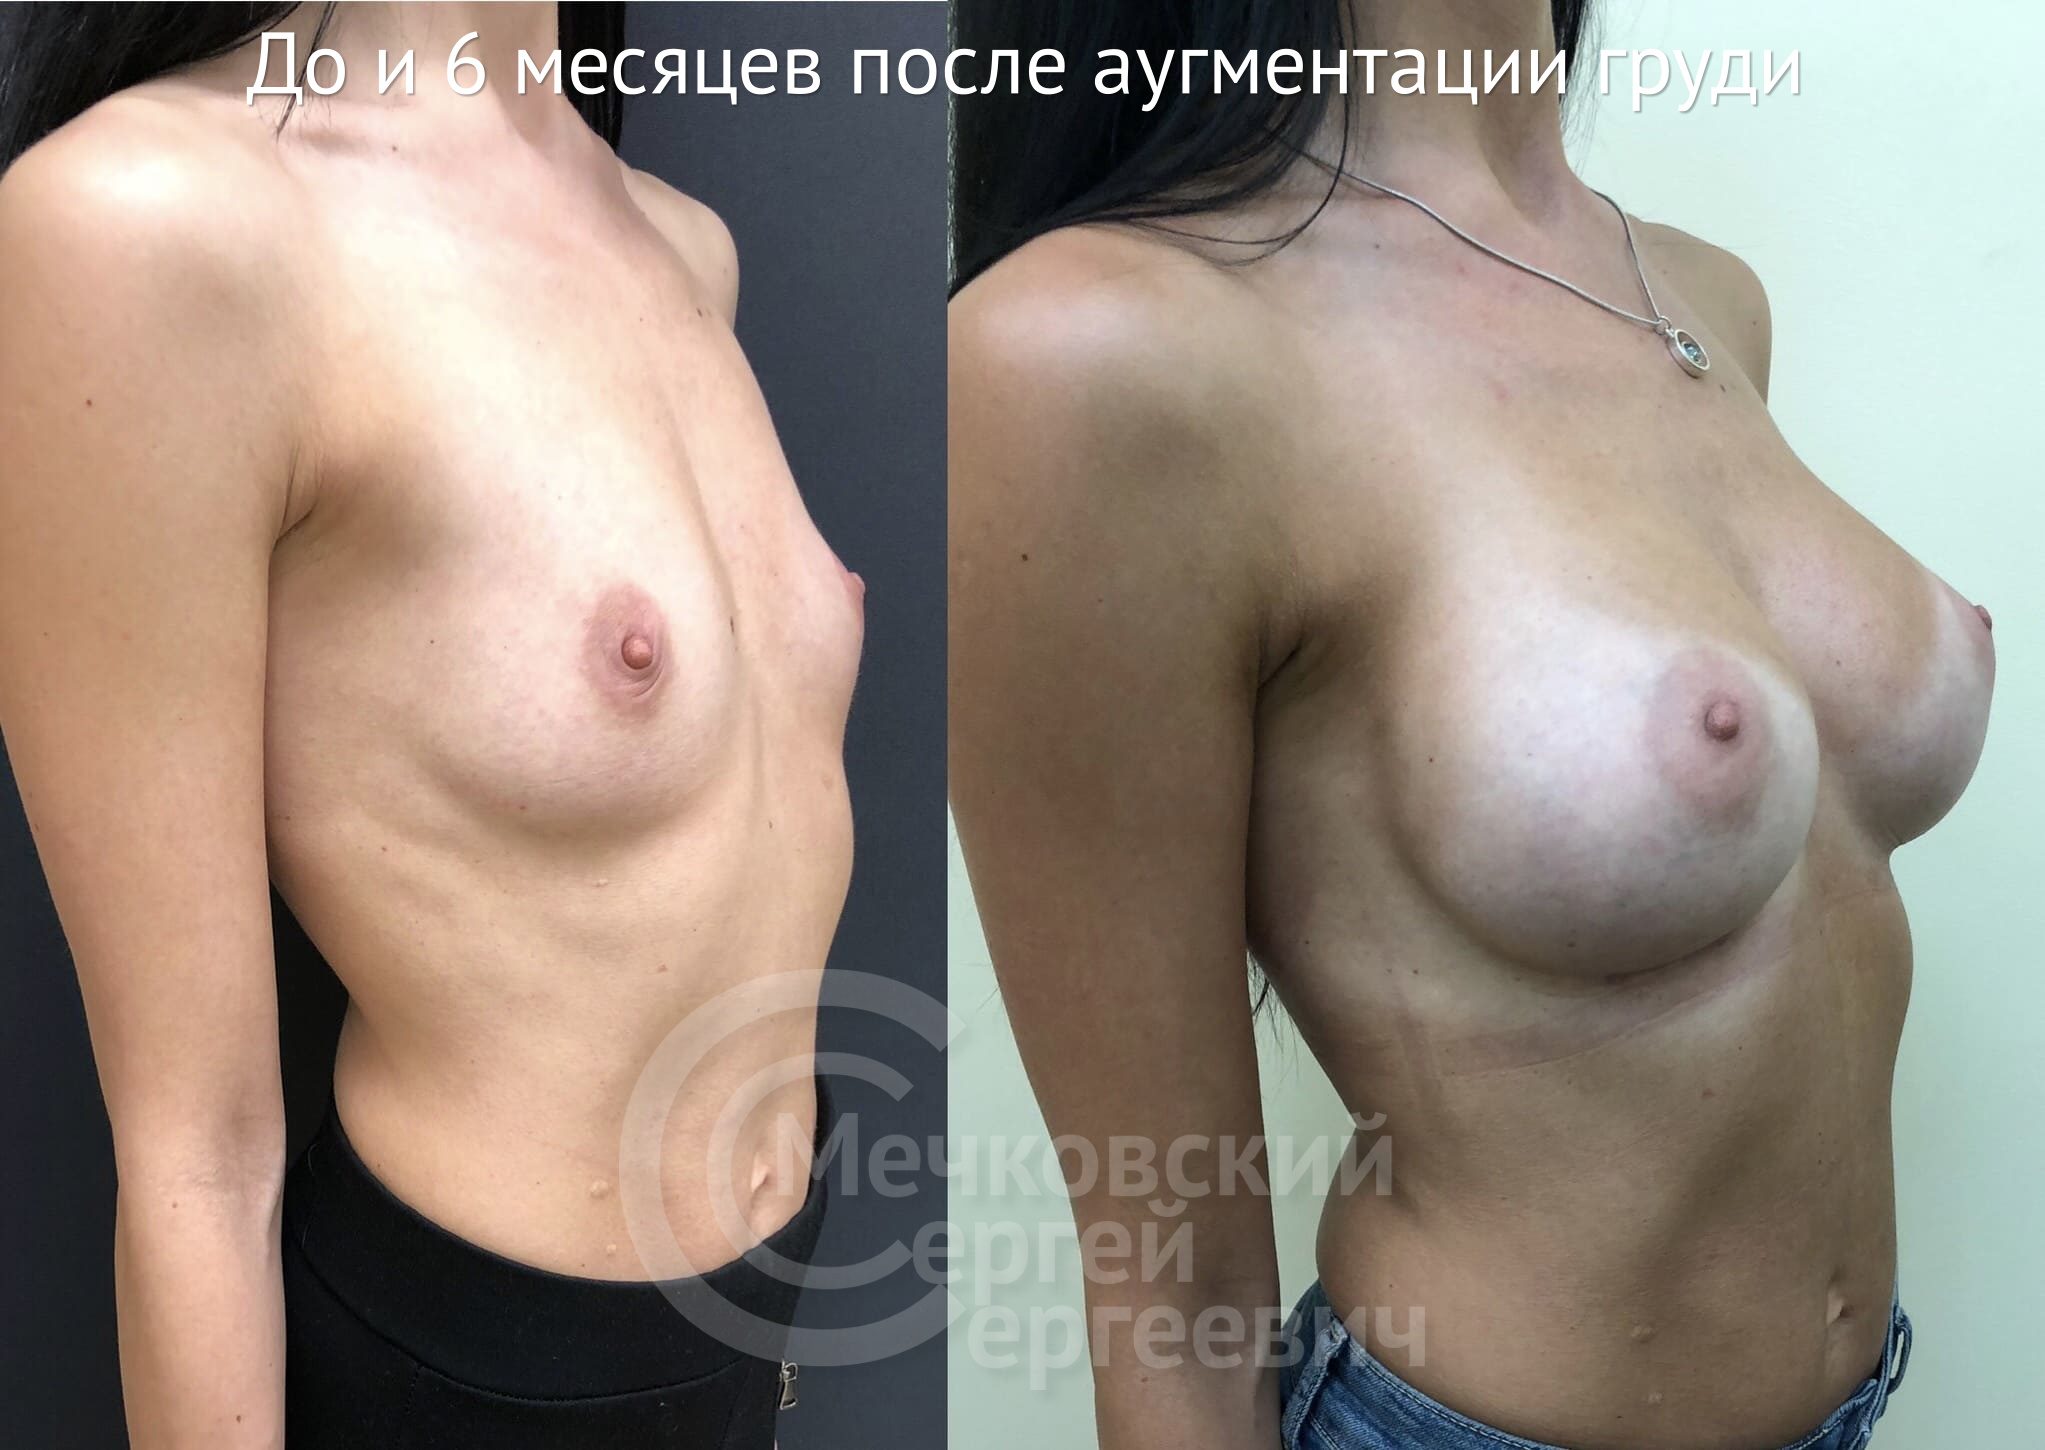 До и 6 месяцев после аугментации груди
Мечковский
Сергей
Сергеевич